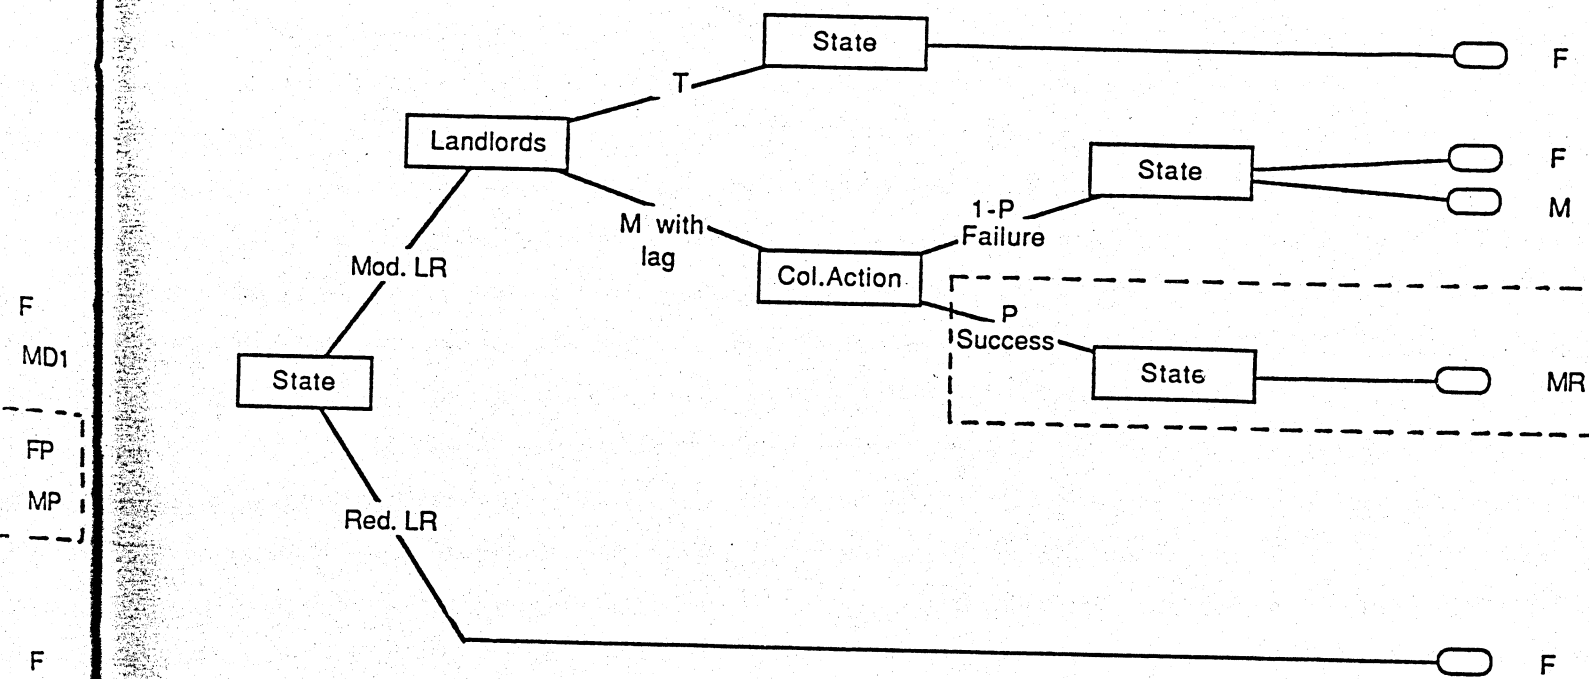 State
F
T
Landlords
State
F
M
1-P
Failure
M with
lag
Mod. LR
Col.Action
P
Success
State
MR
State
Red. LR
F
F
MD1
FP
MP
F